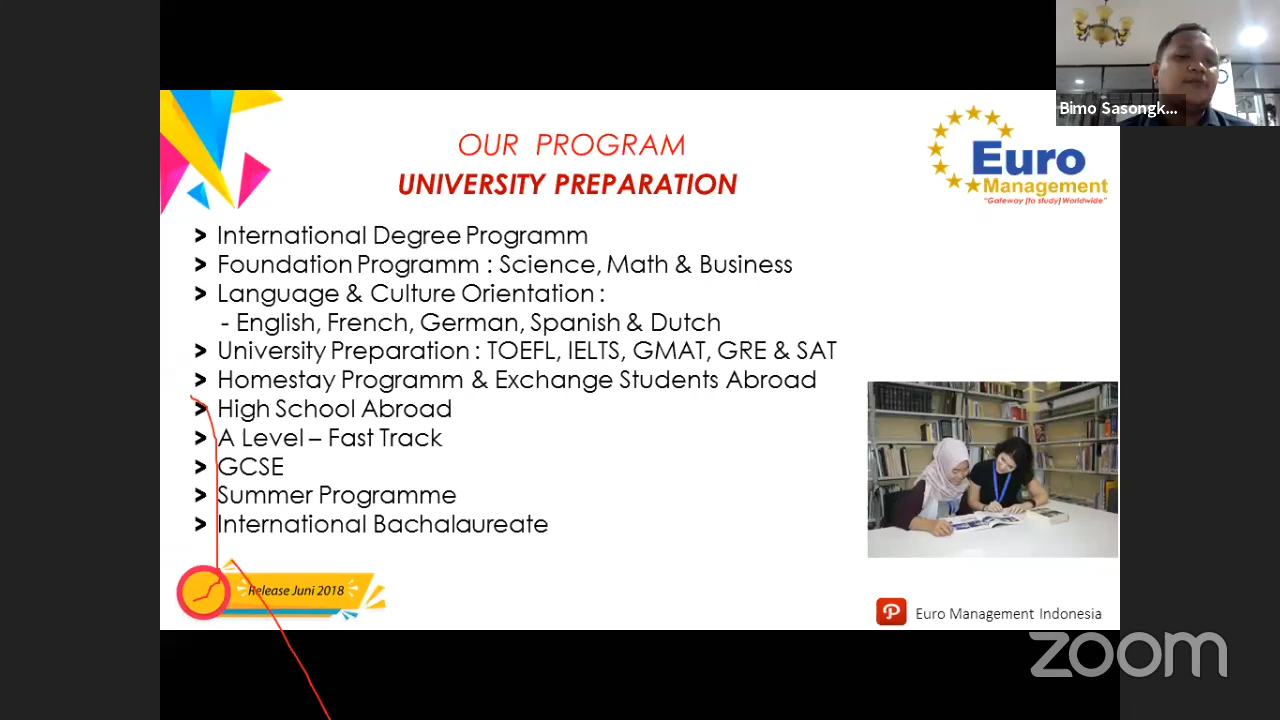 Bimo Sasongk...
OUR PROGRAM
UNIVERSITY PREPARATION
Euro
Management
"Gateway [to study] Worldwide"
> International Degree Programm
> Foundation Programm : Science, Math & Business
> Language & Culture Orientation :
- English, French, German, Spanish & Dutch
> University Preparation : TOEFL, IELTS, GMAT, GRE & SAT
> Homestay Programm & Exchange Students Abroad
> High School Abroad
> A Level – Fast Track
> GCSE
> Summer Programme
> International Bachalaureate
Release Juni 2018
Euro Management Indonesia
zoom